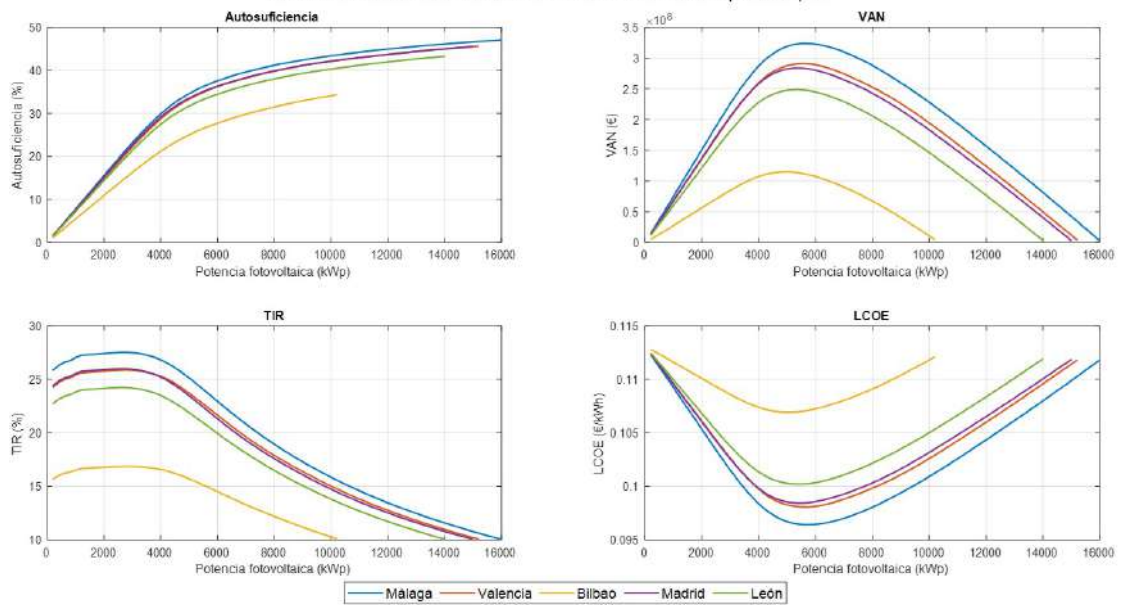 Autosuficiencia
50
40
30
20
10
0
Autosuficiencia (%)
0 2000 4000 6000 8000 10000 12000 14000 16000
Potencia fotovoltaica (kWp)
VAN
×10⁸
3.5
3
2.5
2
1.5
1
0.5
0
VAN (€)
0 2000 4000 6000 8000 10000 12000 14000 16000
Potencia fotovoltaica (kWp)
TIR
30
25
20
15
10
TIR (%)
0 2000 4000 6000 8000 10000 12000 14000 16000
Potencia fotovoltaica (kWp)
LCOE
0.115
0.11
0.105
0.1
0.095
LCOE (€/kWh)
0 2000 4000 6000 8000 10000 12000 14000 16000
Potencia fotovoltaica (kWp)
Málaga Valencia Bilbao Madrid León